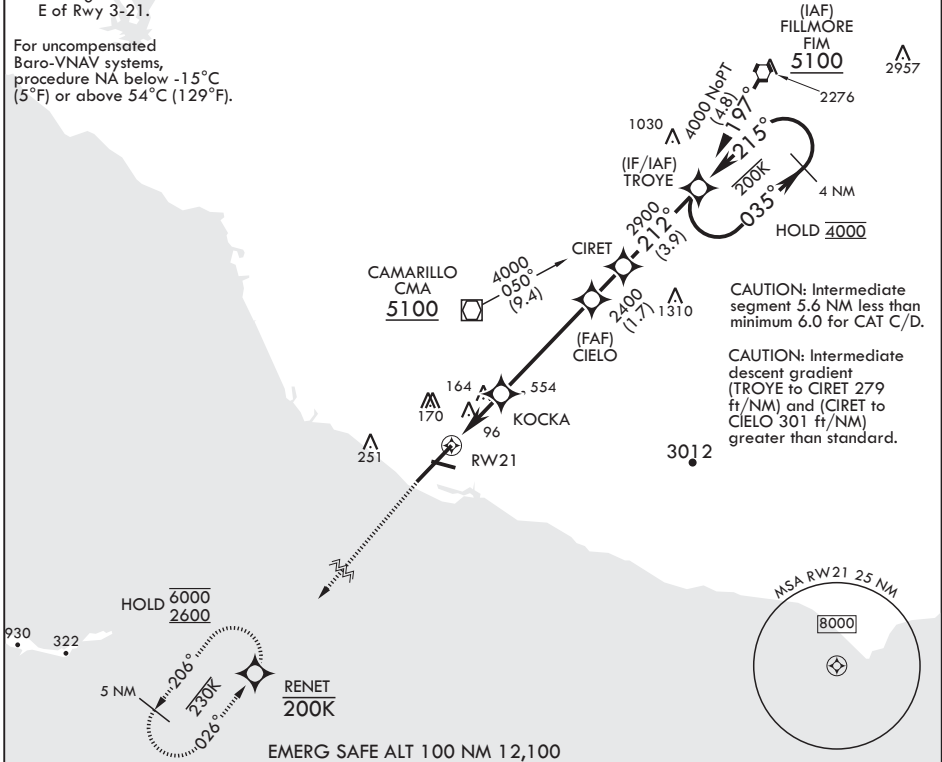 E of Rwy 3-21.
For uncompensated
Baro-VNAV systems,
procedure NA below -15°C
(5°F) or above 54°C (129°F).
(IAF)
FILLMORE
FIM
5100
2957
2276
4000 NoPT
(4.8)
197°
1030
215°
200K
035°
4 NM
HOLD 4000
(IF/IAF)
TROYE
2900
212°
(3.9)
CIRET
4000
050°
(9.4)
CAMARILLO
CMA
5100
2400
(1.7)
1310
(FAF)
CIELO
CAUTION: Intermediate
segment 5.6 NM less than
minimum 6.0 for CAT C/D.
CAUTION: Intermediate
descent gradient
(TROYE to CIRET 279
ft/NM) and (CIRET to
CIELO 301 ft/NM)
greater than standard.
164
554
170
KOCKA
96
251
RW21
3012
MSA RW21 25 NM
8000
HOLD 6000
2600
930
322
206°
5 NM
230K
026°
RENET
200K
EMERG SAFE ALT 100 NM 12,100